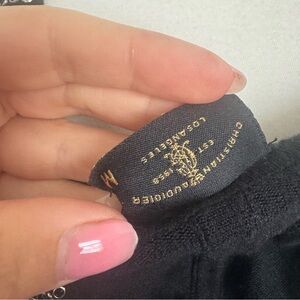 CHRISTIAN AUDIGIER
EST. 1958
LOS ANGELES
M